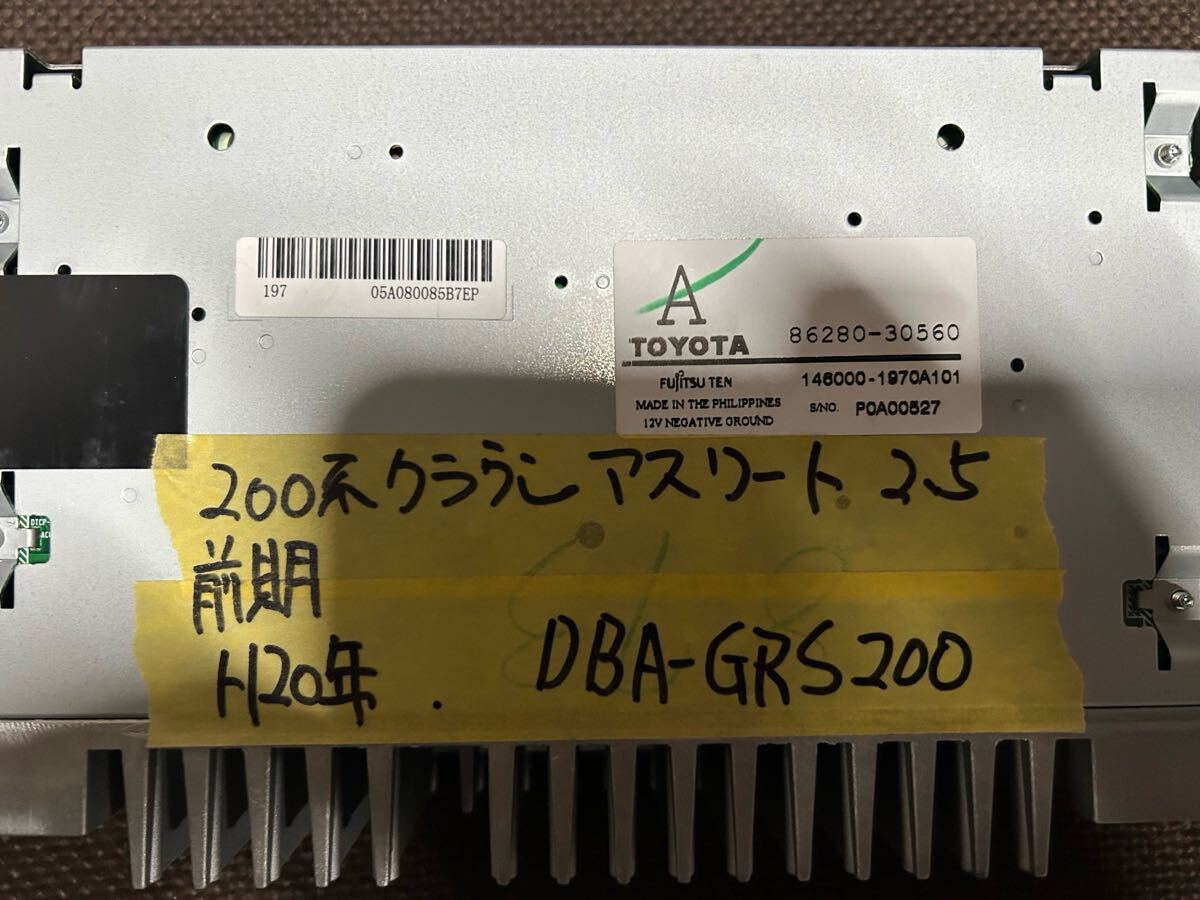 197 05A080085B7EP
A
TOYOTA 86280-30560
FUJITSU TEN 146000-1970A101
MADE IN THE PHILIPPINES S/NO. P0A00527
12V NEGATIVE GROUND
200系クラウン アスリート 2.5
前期
H20年. DBA-GRS200
DTCP-